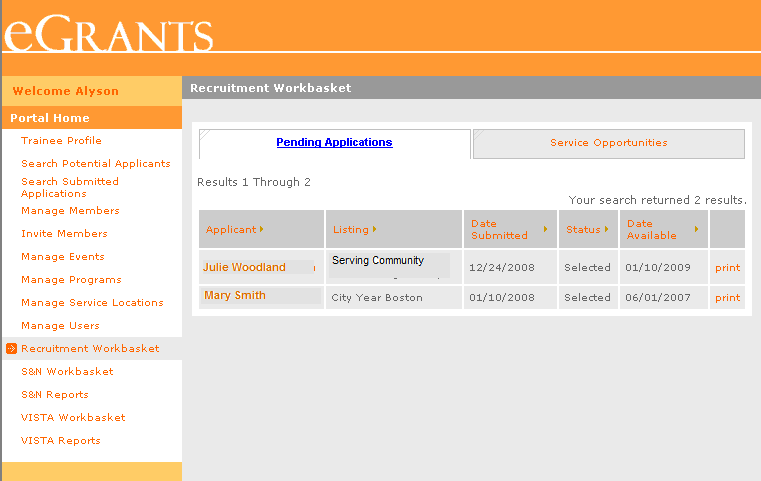 eGRANTS
Welcome Alyson
Portal Home
Trainee Profile
Search Potential Applicants
Search Submitted
Applications
Manage Members
Invite Members
Manage Events
Manage Programs
Manage Service Locations
Manage Users
Recruitment Workbasket
S&N Workbasket
S&N Reports
VISTA Workbasket
VISTA Reports
Recruitment Workbasket
Pending Applications
Service Opportunities
Results 1 Through 2
Your search returned 2 results.
Applicant Listing Date Submitted Status Date Available
Julie Woodland Serving Community 12/24/2008 Selected 01/10/2009 print
Mary Smith City Year Boston 01/10/2008 Selected 06/01/2007 print